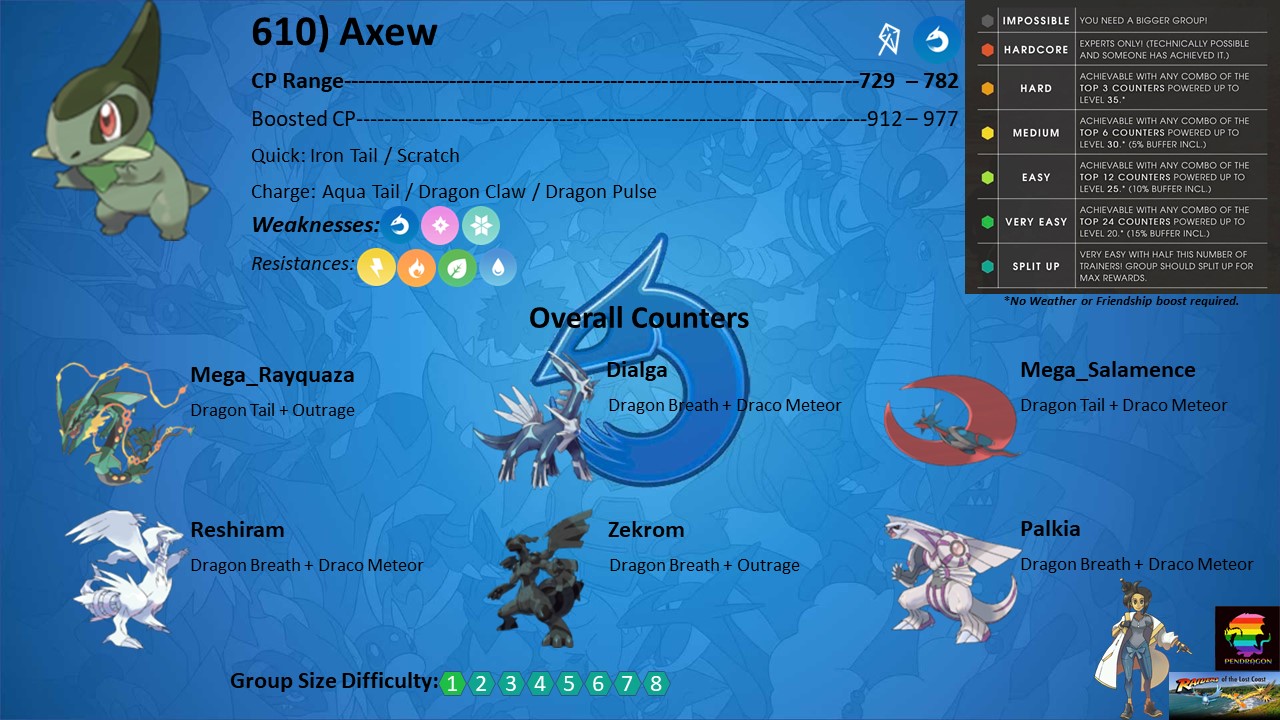 610) Axew
CP Range---729 – 782
Boosted CP---912 – 977
Quick: Iron Tail / Scratch
Charge: Aqua Tail / Dragon Claw / Dragon Pulse
Weaknesses:
Resistances:
IMPOSSIBLE YOU NEED A BIGGER GROUP!
HARDCORE EXPERTS ONLY! (TECHNICALLY POSSIBLE
AND SOMEONE HAS ACHIEVED IT.)
HARD ACHIEVABLE WITH ANY COMBO OF THE
TOP 3 COUNTERS POWERED UP TO
LEVEL 35.*
MEDIUM ACHIEVABLE WITH ANY COMBO OF THE
TOP 6 COUNTERS POWERED UP TO
LEVEL 30.* (5% BUFFER INCL.)
EASY ACHIEVABLE WITH ANY COMBO OF THE
TOP 12 COUNTERS POWERED UP TO
LEVEL 25.* (10% BUFFER INCL.)
VERY EASY ACHIEVABLE WITH ANY COMBO OF THE
TOP 24 COUNTERS POWERED UP TO
LEVEL 20.* (15% BUFFER INCL.)
SPLIT UP VERY EASY WITH HALF THIS NUMBER OF
TRAINERS! GROUP SHOULD SPLIT UP FOR
MAX REWARDS.
*No Weather or Friendship boost required.
Overall Counters
Mega_Rayquaza
Dragon Tail + Outrage
Dialga
Dragon Breath + Draco Meteor
Mega_Salamence
Dragon Tail + Draco Meteor
Reshiram
Dragon Breath + Draco Meteor
Zekrom
Dragon Breath + Outrage
Palkia
Dragon Breath + Draco Meteor
Group Size Difficulty: 1 2 3 4 5 6 7 8
PENDRAGON
RAIDERS of the Lost Coast